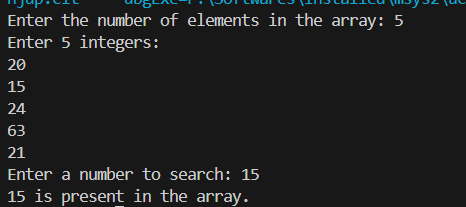 Enter the number of elements in the array: 5
Enter 5 integers:
20
15
24
63
21
Enter a number to search: 15
15 is present in the array.